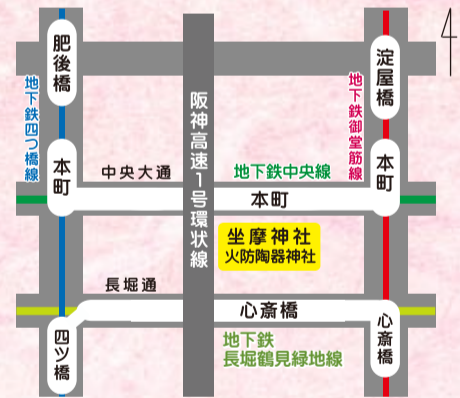 肥後橋
淀屋橋
地下鉄四つ橋線
阪神高速1号環状線
地下鉄御堂筋線
本町
中央大通
地下鉄中央線
本町
本町
坐摩神社
火防陶器神社
長堀通
心斎橋
四ツ橋
地下鉄
長堀鶴見緑地線
心斎橋